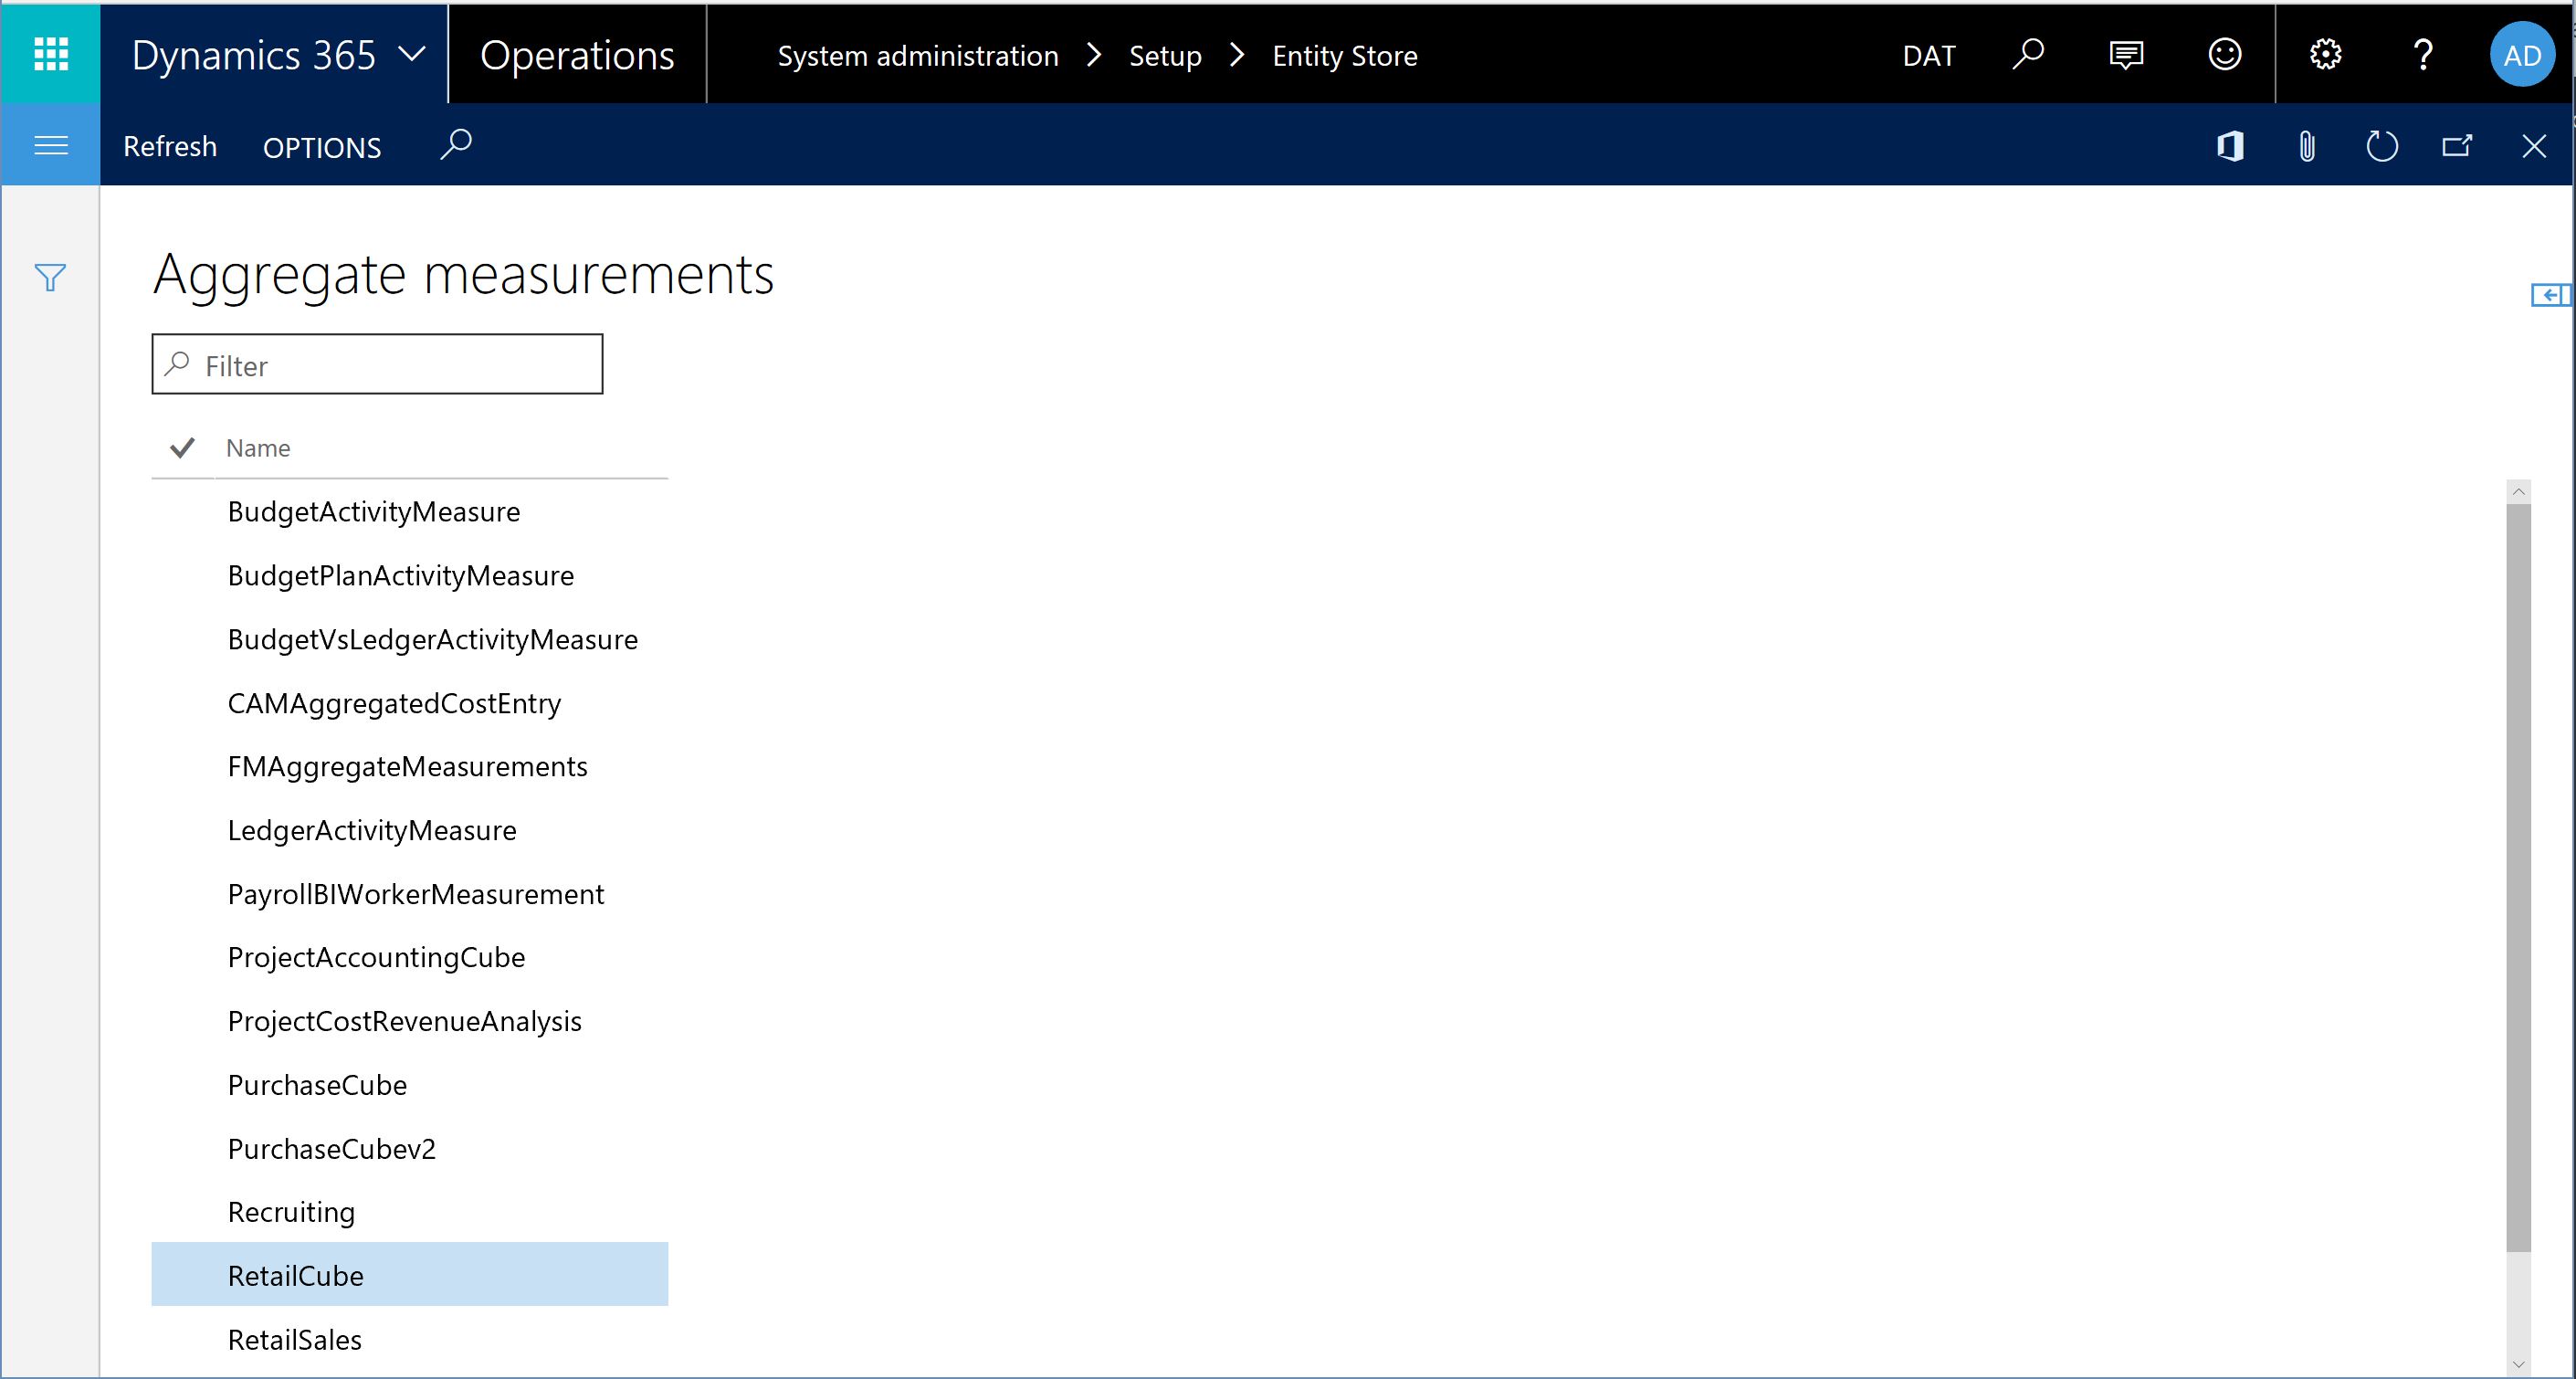 Dynamics 365 Operations System administration > Setup > Entity Store DAT ? AD
Refresh OPTIONS
Aggregate measurements
Filter
Name
BudgetActivityMeasure
BudgetPlanActivityMeasure
BudgetVsLedgerActivityMeasure
CAMAggregatedCostEntry
FMAggregateMeasurements
LedgerActivityMeasure
PayrollBIWorkerMeasurement
ProjectAccountingCube
ProjectCostRevenueAnalysis
PurchaseCube
PurchaseCubev2
Recruiting
RetailCube
RetailSales